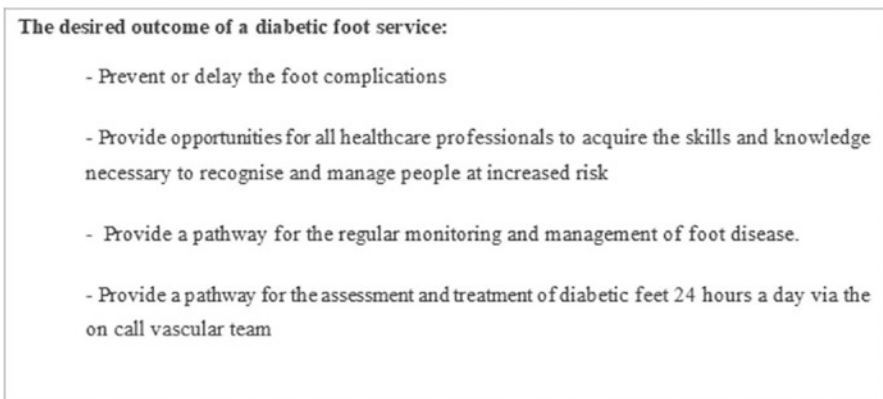 The desired outcome of a diabetic foot service:
- Prevent or delay the foot complications
- Provide opportunities for all healthcare professionals to acquire the skills and knowledge
necessary to recognise and manage people at increased risk
- Provide a pathway for the regular monitoring and management of foot disease.
- Provide a pathway for the assessment and treatment of diabetic feet 24 hours a day via the
on call vascular team